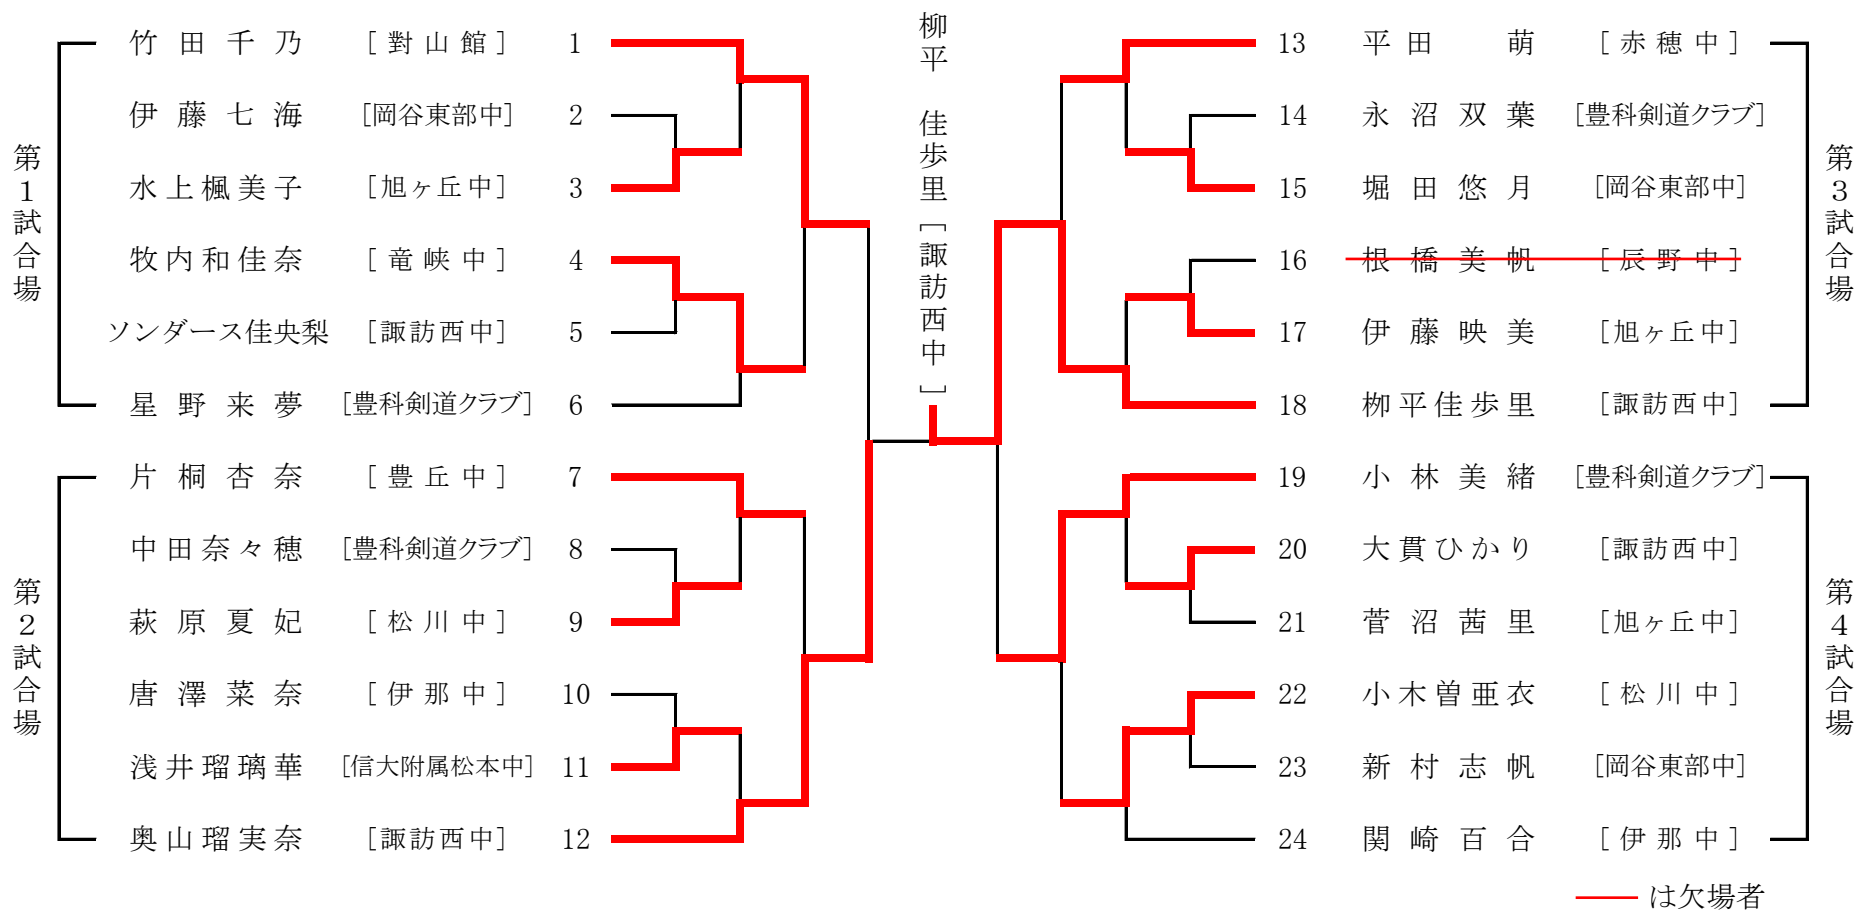 柳平　佳歩里 [諏訪西中]
第1試合場
竹田千乃 [對山館] 1
伊藤七海 [岡谷東部中] 2
水上楓美子 [旭ヶ丘中] 3
牧内和佳奈 [竜峡中] 4
ソンダース佳央梨 [諏訪西中] 5
星野来夢 [豊科剣道クラブ] 6
第2試合場
片桐杏奈 [豊丘中] 7
中田奈々穂 [豊科剣道クラブ] 8
萩原夏妃 [松川中] 9
唐澤菜奈 [伊那中] 10
浅井瑠璃華 [信大附属松本中] 11
奥山瑠実奈 [諏訪西中] 12
第3試合場
13 平田　萌 [赤穂中]
14 永沼双葉 [豊科剣道クラブ]
15 堀田悠月 [岡谷東部中]
16 根橋美帆 [辰野中]
17 伊藤映美 [旭ヶ丘中]
18 栁平佳歩里 [諏訪西中]
第4試合場
19 小林美緒 [豊科剣道クラブ]
20 大貫ひかり [諏訪西中]
21 菅沼茜里 [旭ヶ丘中]
22 小木曽亜衣 [松川中]
23 新村志帆 [岡谷東部中]
24 関崎百合 [伊那中]
は欠場者